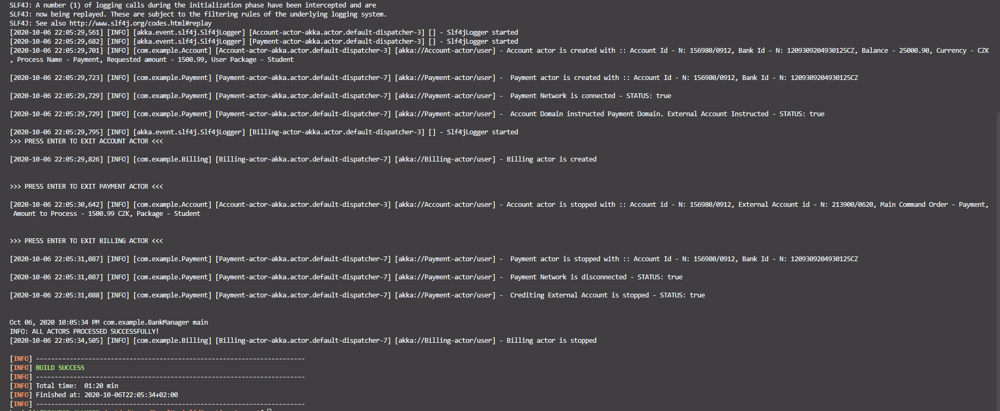 SLF4J: A number (1) of logging calls during the initialization phase have been intercepted and are
SLF4J: now being replayed. These are subject to the filtering rules of the underlying logging system.
SLF4J: See also http://www.slf4j.org/codes.html#replay
[2020-10-06 22:05:29,561] [INFO] [akka.event.slf4j.Slf4jLogger] [Account-actor-akka.actor.default-dispatcher-3] [] - Slf4jLogger started
[2020-10-06 22:05:29,682] [INFO] [akka.event.slf4j.Slf4jLogger] [Payment-actor-akka.actor.default-dispatcher-3] [] - Slf4jLogger started
[2020-10-06 22:05:29,701] [INFO] [com.example.Account] [Account-actor-akka.actor.default-dispatcher-3] [akka://Account-actor/user] - Account actor is created with :: Account Id - N: 156980/0912, Bank Id - N: 1209309204930125CZ, Balance - 25000.90, Currency - CZK
, Process Name - Payment, Requested amount - 1500.99, User Package - Student
[2020-10-06 22:05:29,723] [INFO] [com.example.Payment] [Payment-actor-akka.actor.default-dispatcher-7] [akka://Payment-actor/user] -  Payment actor is created with :: Account Id - N: 156980/0912, Bank Id - N: 1209309204930125CZ
[2020-10-06 22:05:29,729] [INFO] [com.example.Payment] [Payment-actor-akka.actor.default-dispatcher-7] [akka://Payment-actor/user] -  Payment Network is connected - STATUS: true
[2020-10-06 22:05:29,729] [INFO] [com.example.Payment] [Payment-actor-akka.actor.default-dispatcher-7] [akka://Payment-actor/user] -  Account Domain instructed Payment Domain. External Account Instructed - STATUS: true
[2020-10-06 22:05:29,795] [INFO] [akka.event.slf4j.Slf4jLogger] [Billing-actor-akka.actor.default-dispatcher-3] [] - Slf4jLogger started
>>> PRESS ENTER TO EXIT ACCOUNT ACTOR <<<
[2020-10-06 22:05:29,826] [INFO] [com.example.Billing] [Billing-actor-akka.actor.default-dispatcher-7] [akka://Billing-actor/user] - Billing actor is created
>>> PRESS ENTER TO EXIT PAYMENT ACTOR <<<
[2020-10-06 22:05:30,642] [INFO] [com.example.Account] [Account-actor-akka.actor.default-dispatcher-3] [akka://Account-actor/user] - Account actor is stopped with :: Account id - N: 156980/0912, External Account id - N: 213900/0620, Main Command Order - Payment,
Amount to Process - 1500.99 CZK, Package - Student
>>> PRESS ENTER TO EXIT BILLING ACTOR <<<
[2020-10-06 22:05:31,087] [INFO] [com.example.Payment] [Payment-actor-akka.actor.default-dispatcher-7] [akka://Payment-actor/user] -  Payment actor is stopped with :: Account Id - N: 156980/0912, Bank Id - N: 1209309204930125CZ
[2020-10-06 22:05:31,087] [INFO] [com.example.Payment] [Payment-actor-akka.actor.default-dispatcher-7] [akka://Payment-actor/user] -  Payment Network is disconnected - STATUS: true
[2020-10-06 22:05:31,088] [INFO] [com.example.Payment] [Payment-actor-akka.actor.default-dispatcher-7] [akka://Payment-actor/user] -  Crediting External Account is stopped - STATUS: true
Oct 06, 2020 10:05:34 PM com.example.BankManager main
INFO: ALL ACTORS PROCESSED SUCCESSFULLY!
[2020-10-06 22:05:34,505] [INFO] [com.example.Billing] [Billing-actor-akka.actor.default-dispatcher-7] [akka://Billing-actor/user] - Billing actor is stopped
[INFO] ------------------------------------------------------------------------
[INFO] BUILD SUCCESS
[INFO] ------------------------------------------------------------------------
[INFO] Total time:  01:20 min
[INFO] Finished at: 2020-10-06T22:05:34+02:00
[INFO] ------------------------------------------------------------------------